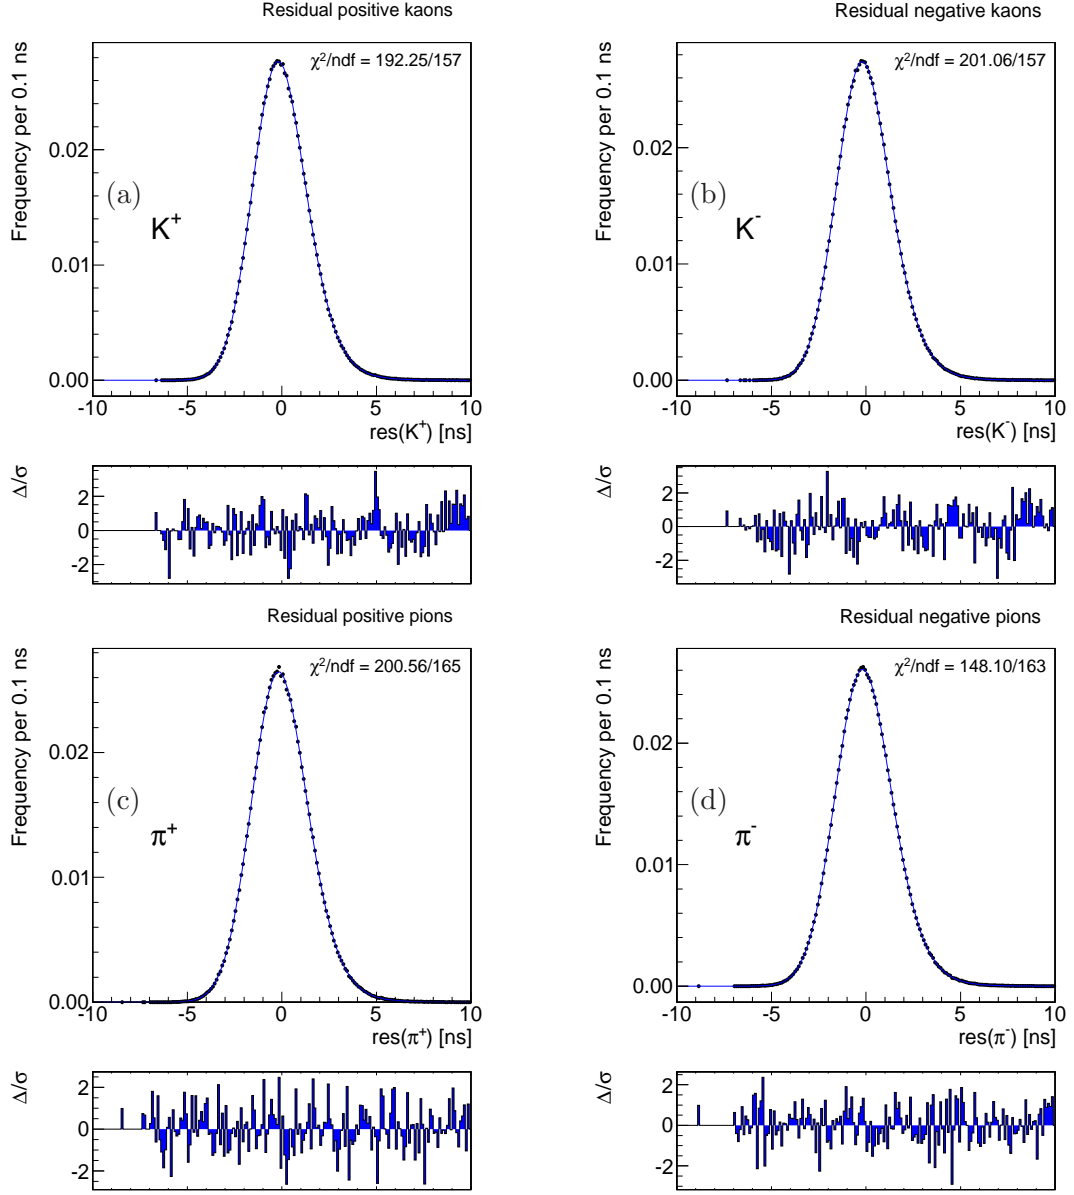 Residual positive kaons
Frequency per 0.1 ns
χ²/ndf = 192.25/157
(a)
K⁺
0.02
0.01
0.00
-10 -5 0 5 10
res(K⁺) [ns]
Δ/σ
2
0
-2
Residual negative kaons
Frequency per 0.1 ns
χ²/ndf = 201.06/157
(b)
K⁻
0.02
0.01
0.00
-10 -5 0 5 10
res(K⁻) [ns]
Δ/σ
2
0
-2
Residual positive pions
Frequency per 0.1 ns
χ²/ndf = 200.56/165
(c)
π⁺
0.02
0.01
0.00
-10 -5 0 5 10
res(π⁺) [ns]
Δ/σ
2
0
-2
Residual negative pions
Frequency per 0.1 ns
χ²/ndf = 148.10/163
(d)
π⁻
0.02
0.01
0.00
-10 -5 0 5 10
res(π⁻) [ns]
Δ/σ
2
0
-2